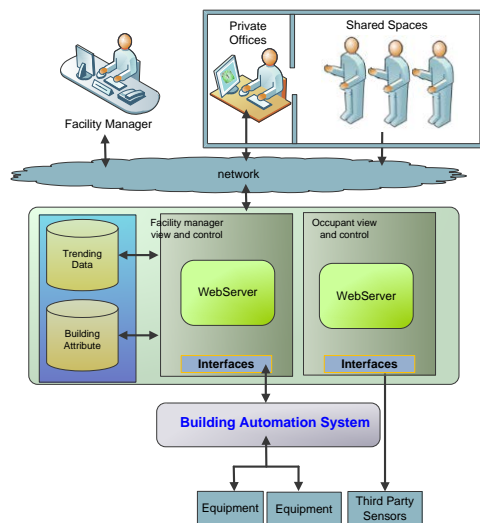 Private
Offices
Shared Spaces
Facility Manager
network
Facility manager
view and control
Occupant view
and control
Trending
Data
WebServer
WebServer
Building
Attribute
Interfaces
Interfaces
Building Automation System
Equipment
Equipment
Third Party
Sensors